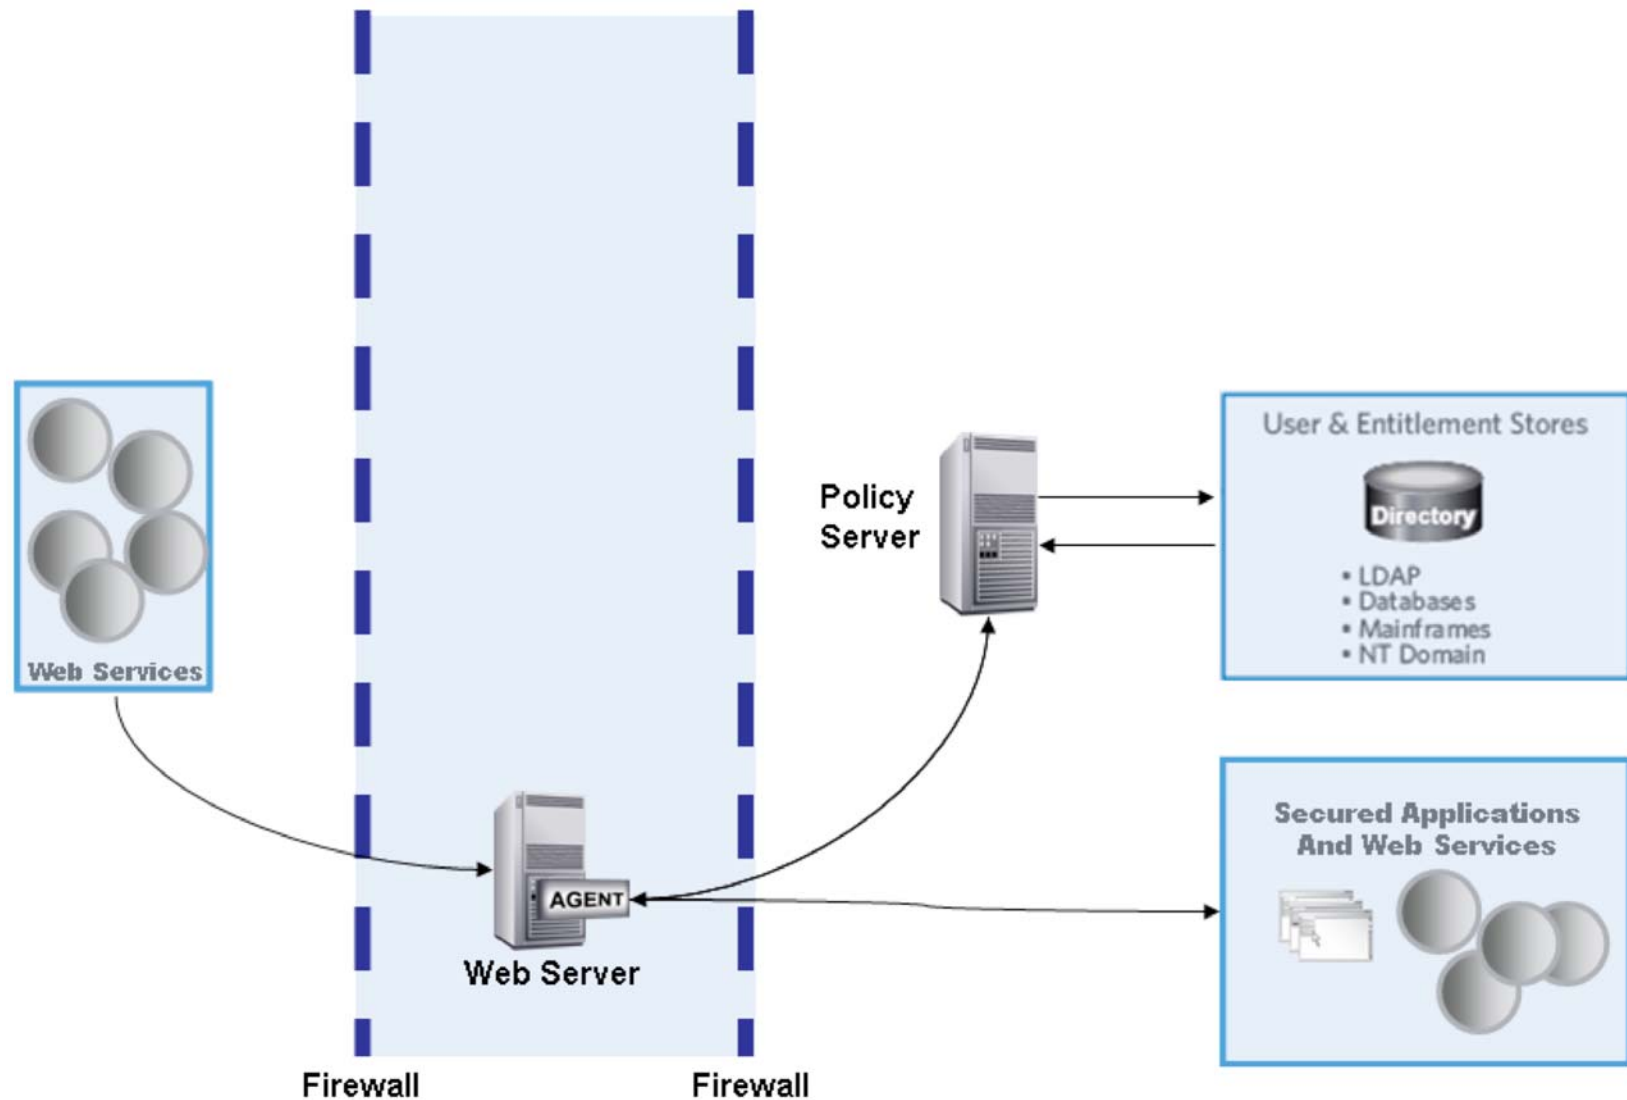 Web Services
AGENT
Web Server
Firewall
Firewall
Policy
Server
User & Entitlement Stores
Directory
▪ LDAP
▪ Databases
▪ Mainframes
▪ NT Domain
Secured Applications
And Web Services